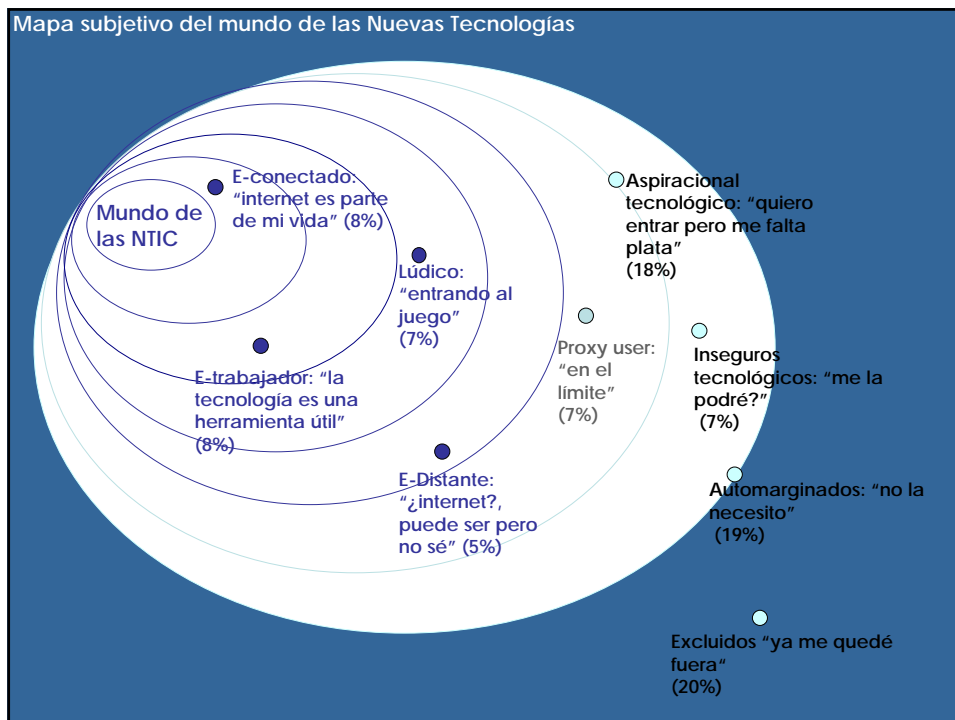 Mapa subjetivo del mundo de las Nuevas Tecnologías
Mundo de
las NTIC
E-conectado:
“internet es parte
de mi vida” (8%)
Aspiracional
tecnológico: “quiero
entrar pero me falta
plata”
(18%)
Lúdico:
“entrando al
juego”
(7%)
Proxy user:
“en el
límite”
(7%)
Inseguros
tecnológicos: “me la
podré?”
(7%)
E-trabajador: “la
tecnología es una
herramienta útil”
(8%)
E-Distante:
“¿internet?,
puede ser pero
no sé” (5%)
Automarginados: “no la
necesito”
(19%)
Excluidos “ya me quedé
fuera“
(20%)